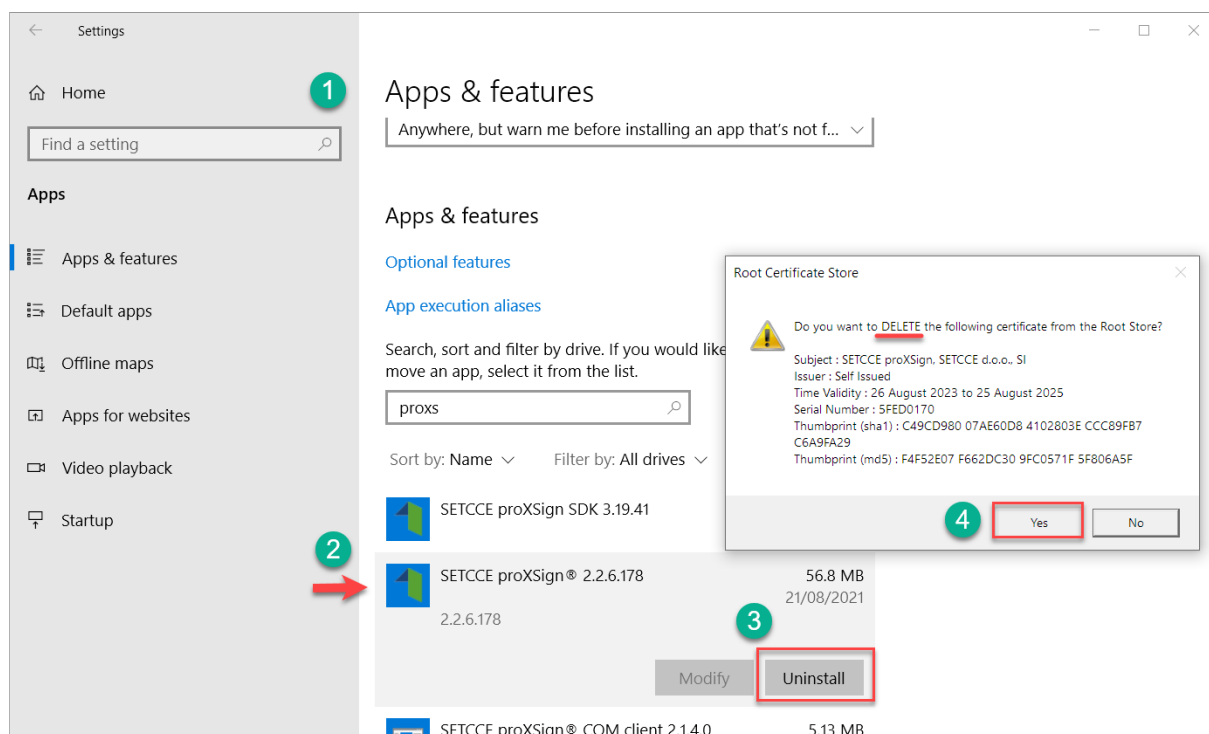 Settings
Home
1
Find a setting
Apps
Apps & features
Default apps
Offline maps
Apps for websites
Video playback
Startup
Apps & features
Anywhere, but warn me before installing an app that's not f...
Apps & features
Optional features
App execution aliases
Search, sort and filter by drive. If you would like
move an app, select it from the list.
proxs
Sort by: Name
Filter by: All drives
SETCCE proXSign SDK 3.19.41
2
SETCCE proXSign® 2.2.6.178
56.8 MB
21/08/2021
2.2.6.178
3
Modify
Uninstall
SETCCE proXSign® COM client 2.1.4.0
5.13 MB
Root Certificate Store
Do you want to DELETE the following certificate from the Root Store?
Subject : SETCCE proXSign, SETCCE d.o.o., SI
Issuer : Self Issued
Time Validity : 26 August 2023 to 25 August 2025
Serial Number : 5FED0170
Thumbprint (sha1) : C49CD980 07AE60D8 4102803E CCC89FB7
C6A9FA29
Thumbprint (md5) : F4F52E07 F662DC30 9FC0571F 5F806A5F
4
Yes
No